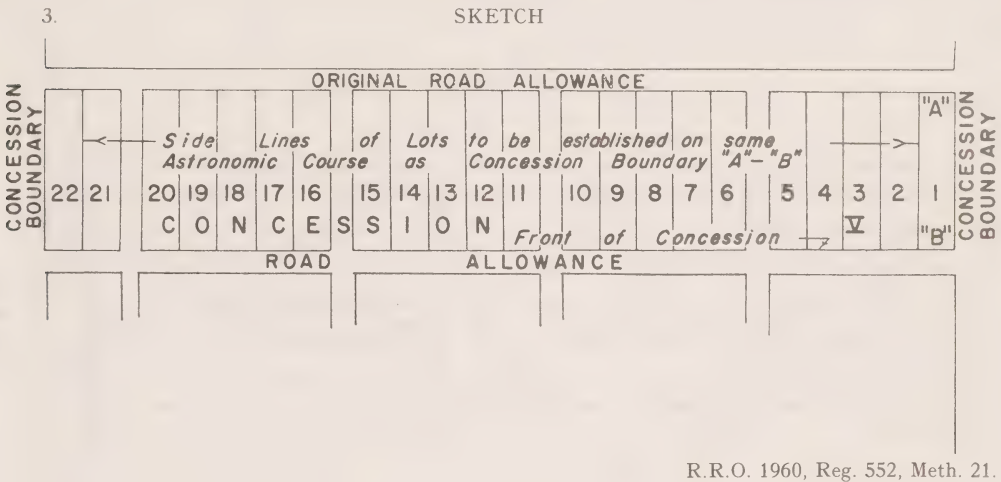 3.
SKETCH
ORIGINAL ROAD ALLOWANCE
CONCESSION
BOUNDARY
"A"
CONCESSION
BOUNDARY
Side Lines of Lots to be established on same
Astronomic Course as Concession Boundary "A"-"B"
22 21 20 19 18 17 16 15 14 13 12 11 10 9 8 7 6 5 4 3 2 1
CONCESSION V
"B"
Front of Concession
ROAD ALLOWANCE
R.R.O. 1960, Reg. 552, Meth. 21.